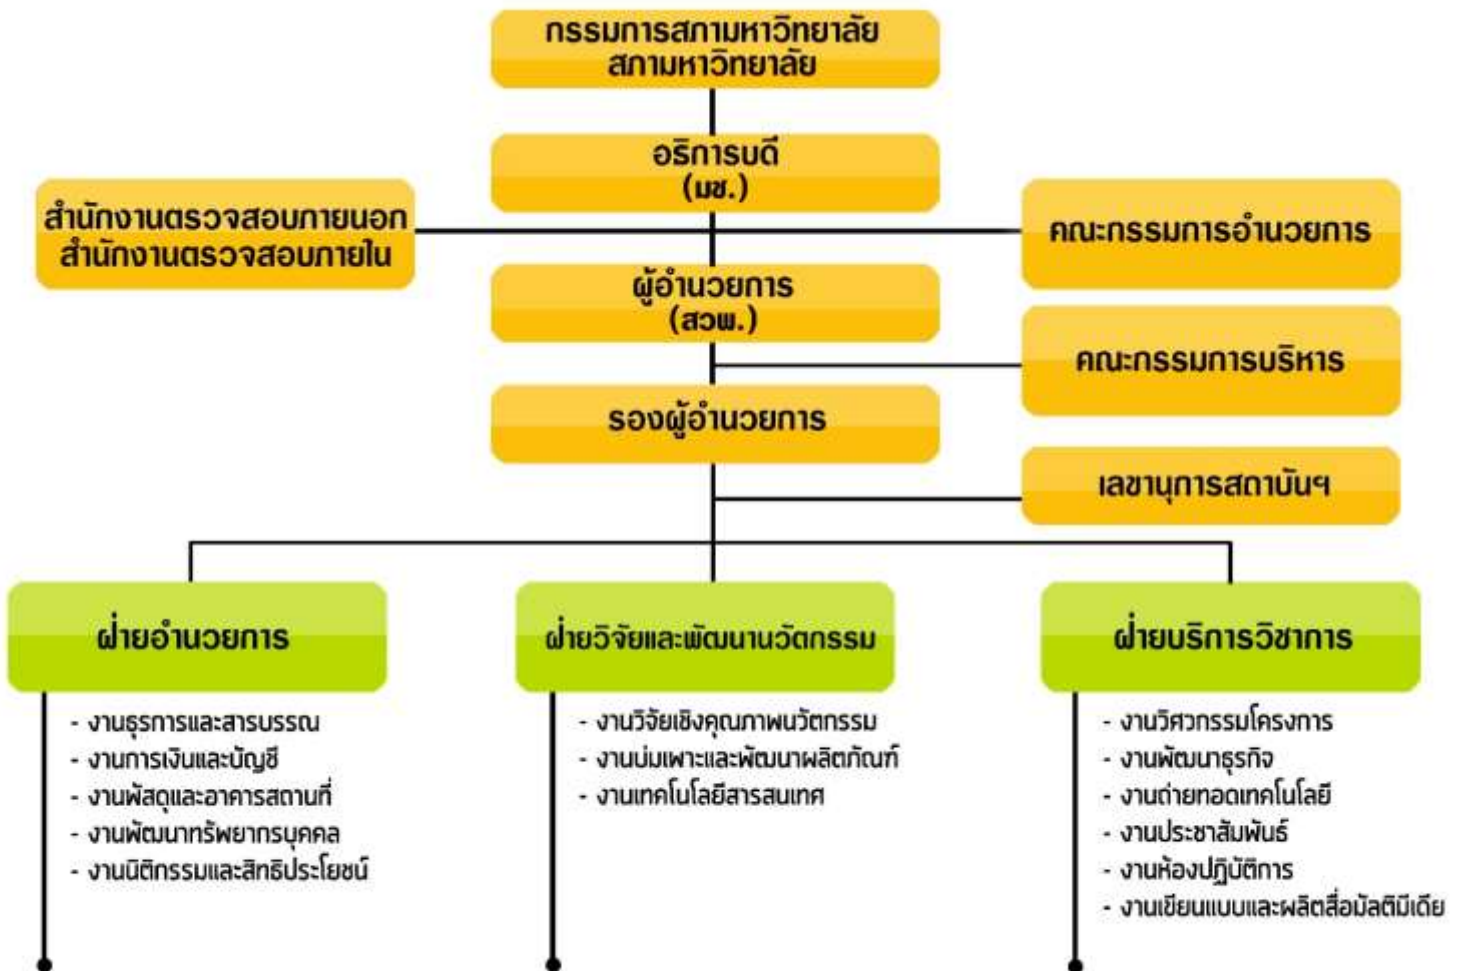 กรรมการสภามหาวิทยาลัย
สภามหาวิทยาลัย
อธิการบดี
(มช.)
สำนักงานตรวจสอบภายนอก
สำนักงานตรวจสอบภายใน
คณะกรรมการอำนวยการ
ผู้อำนวยการ
(สวพ.)
คณะกรรมการบริหาร
รองผู้อำนวยการ
เลขานุการสถาบันฯ
ฝ่ายอำนวยการ
- งานธุรการและสารบรรณ
- งานการเงินและบัญชี
- งานพัสดุและอาคารสถานที่
- งานพัฒนาทรัพยากรบุคคล
- งานนิติกรรมและสิทธิประโยชน์
ฝ่ายวิจัยและพัฒนานวัตกรรม
- งานวิจัยเชิงคุณภาพนวัตกรรม
- งานบ่มเพาะและพัฒนาผลิตภัณฑ์
- งานเทคโนโลยีสารสนเทศ
ฝ่ายบริการวิชาการ
- งานวิศวกรรมโครงการ
- งานพัฒนาธุรกิจ
- งานถ่ายทอดเทคโนโลยี
- งานประชาสัมพันธ์
- งานห้องปฏิบัติการ
- งานเขียนแบบและผลิตสื่อมัลติมีเดีย